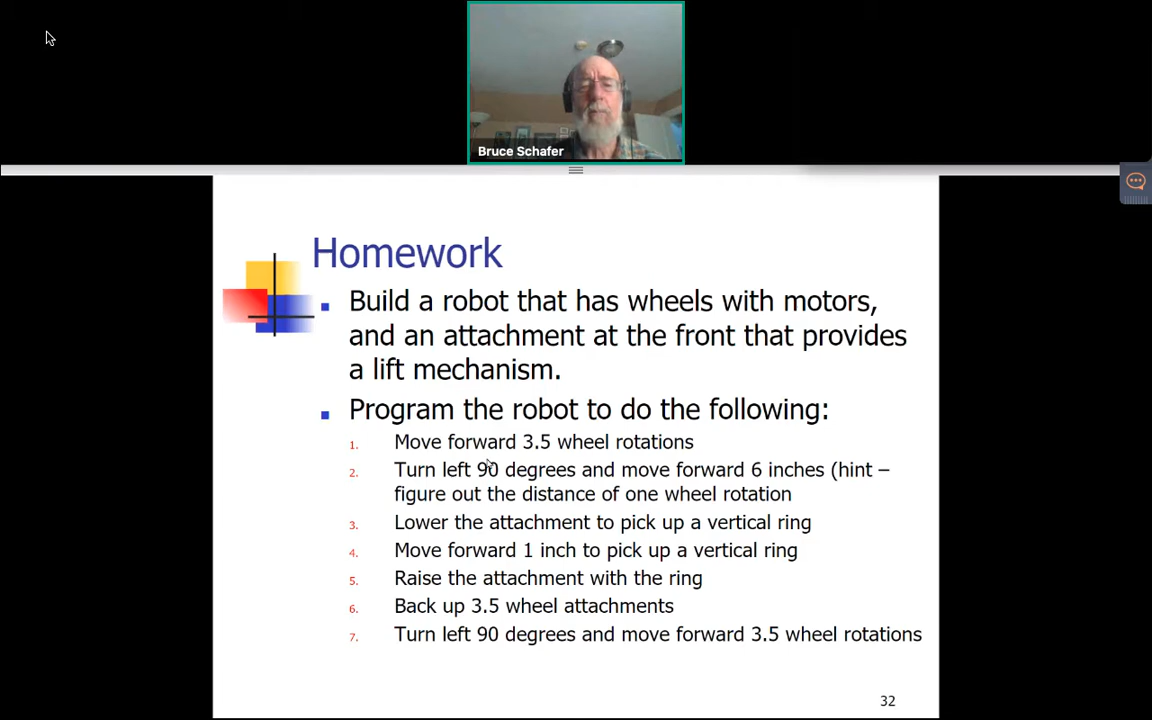 Bruce Schafer
Homework
Build a robot that has wheels with motors,
and an attachment at the front that provides
a lift mechanism.
Program the robot to do the following:
1. Move forward 3.5 wheel rotations
2. Turn left 90 degrees and move forward 6 inches (hint –
figure out the distance of one wheel rotation
3. Lower the attachment to pick up a vertical ring
4. Move forward 1 inch to pick up a vertical ring
5. Raise the attachment with the ring
6. Back up 3.5 wheel attachments
7. Turn left 90 degrees and move forward 3.5 wheel rotations
32